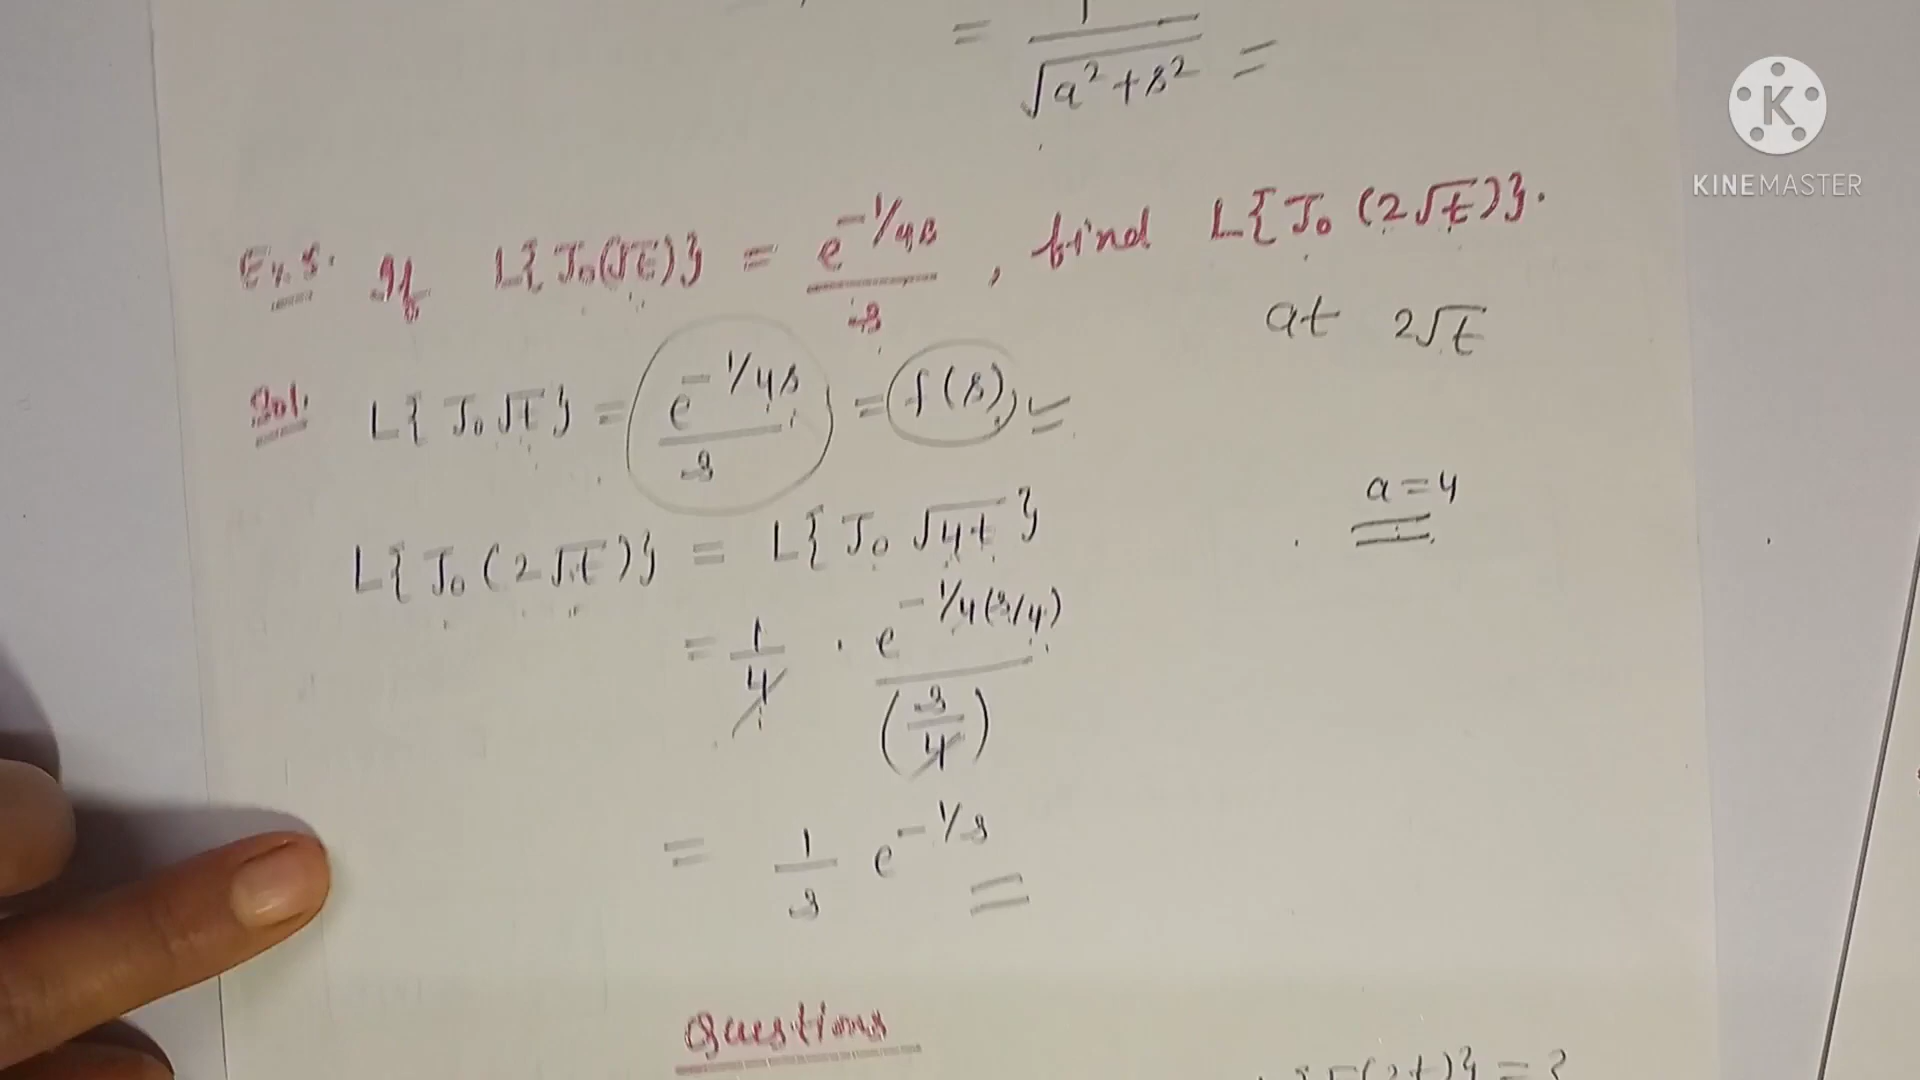 = 1/√(a²+s²) =
K
KINEMASTER
Ex.5. If L{J₀(√t)} = e^(-1/4s)/s, find L{J₀(2√t)}.
at 2√t
Sol: L{J₀√t} = e^(-1/4s)/s = f(s)
a=4
L{J₀(2√t)} = L{J₀√4t}
= 1/4 . e^(-1/4(s/4))/(s/4)
= 1/s e^(-1/s)
Questions